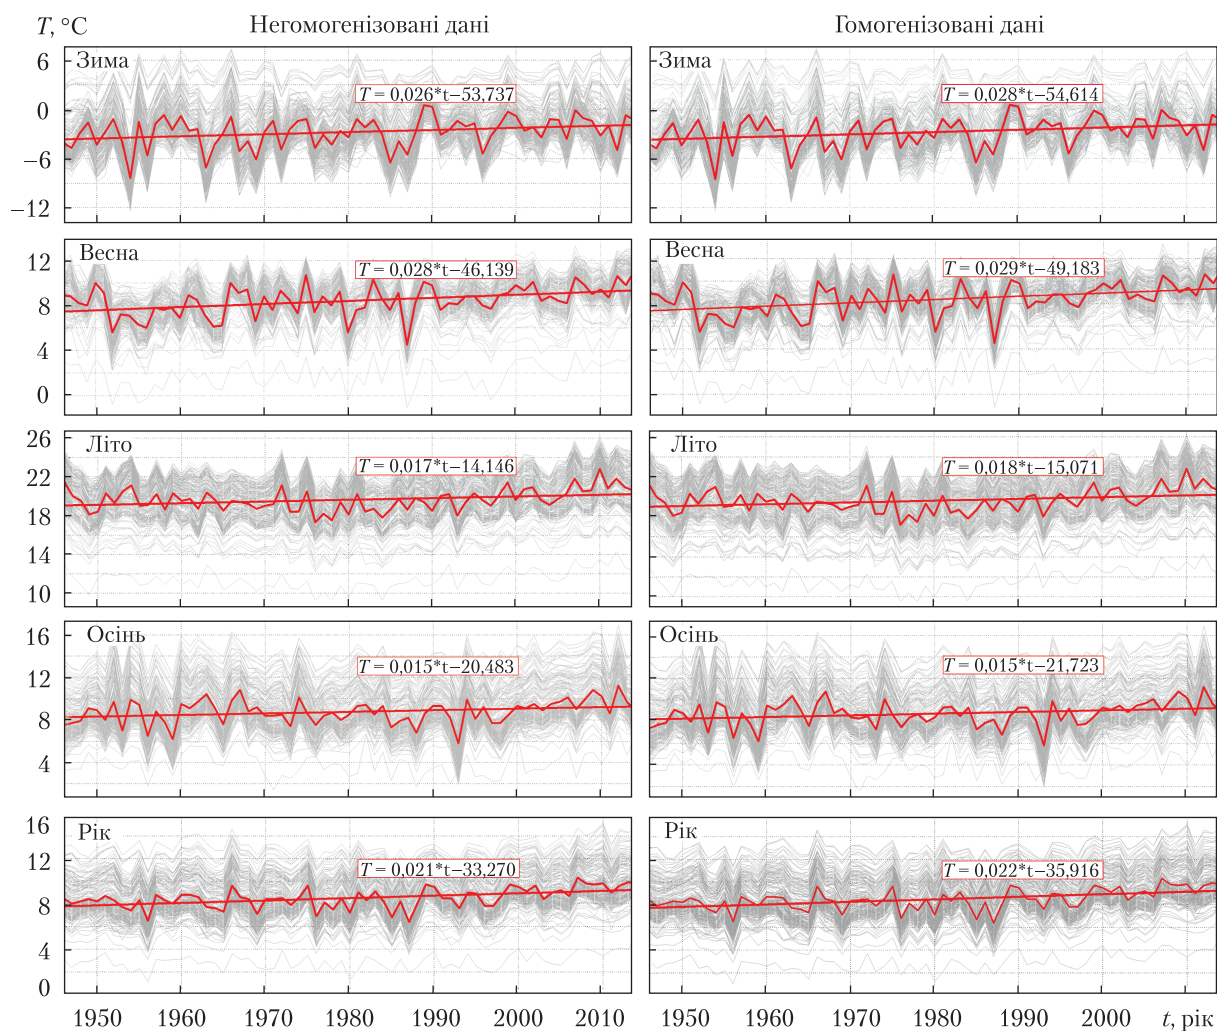 T, °C
Негомогенізовані дані
Гомогенізовані дані
Зима
T = 0,026*t–53,737
6
0
–6
–12
Зима
T = 0,028*t–54,614
Весна
T = 0,028*t–46,139
12
8
4
0
Весна
T = 0,029*t–49,183
Літо
T = 0,017*t–14,146
26
22
18
14
10
Літо
T = 0,018*t–15,071
Осінь
T = 0,015*t–20,483
16
12
8
4
Осінь
T = 0,015*t–21,723
Рік
T = 0,021*t–33,270
16
12
8
4
0
Рік
T = 0,022*t–35,916
1950 1960 1970 1980 1990 2000 2010
1950 1960 1970 1980 1990 2000 t, рік